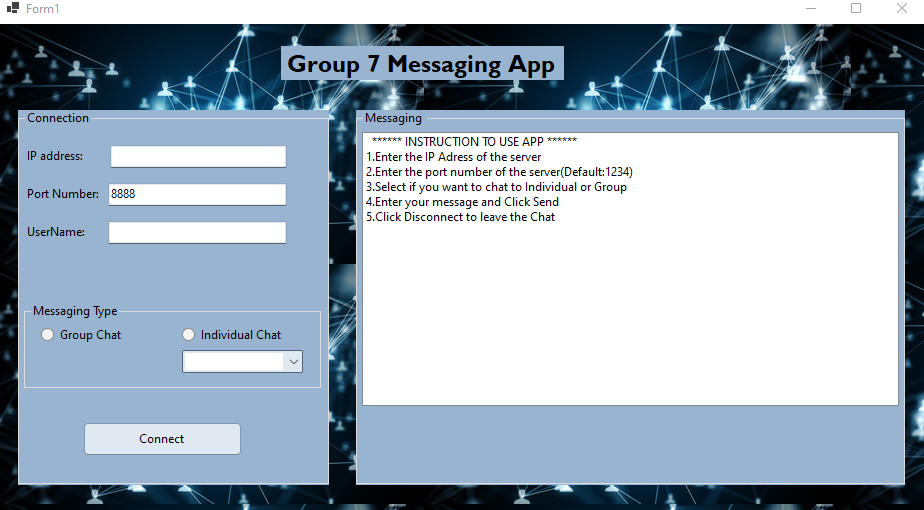 Form1
Group 7 Messaging App
Connection
IP address:
Port Number: 8888
UserName:
Messaging Type
Group Chat
Individual Chat
Connect
Messaging
****** INSTRUCTION TO USE APP ******
1.Enter the IP Adress of the server
2.Enter the port number of the server(Default:1234)
3.Select if you want to chat to Individual or Group
4.Enter your message and Click Send
5.Click Disconnect to leave the Chat